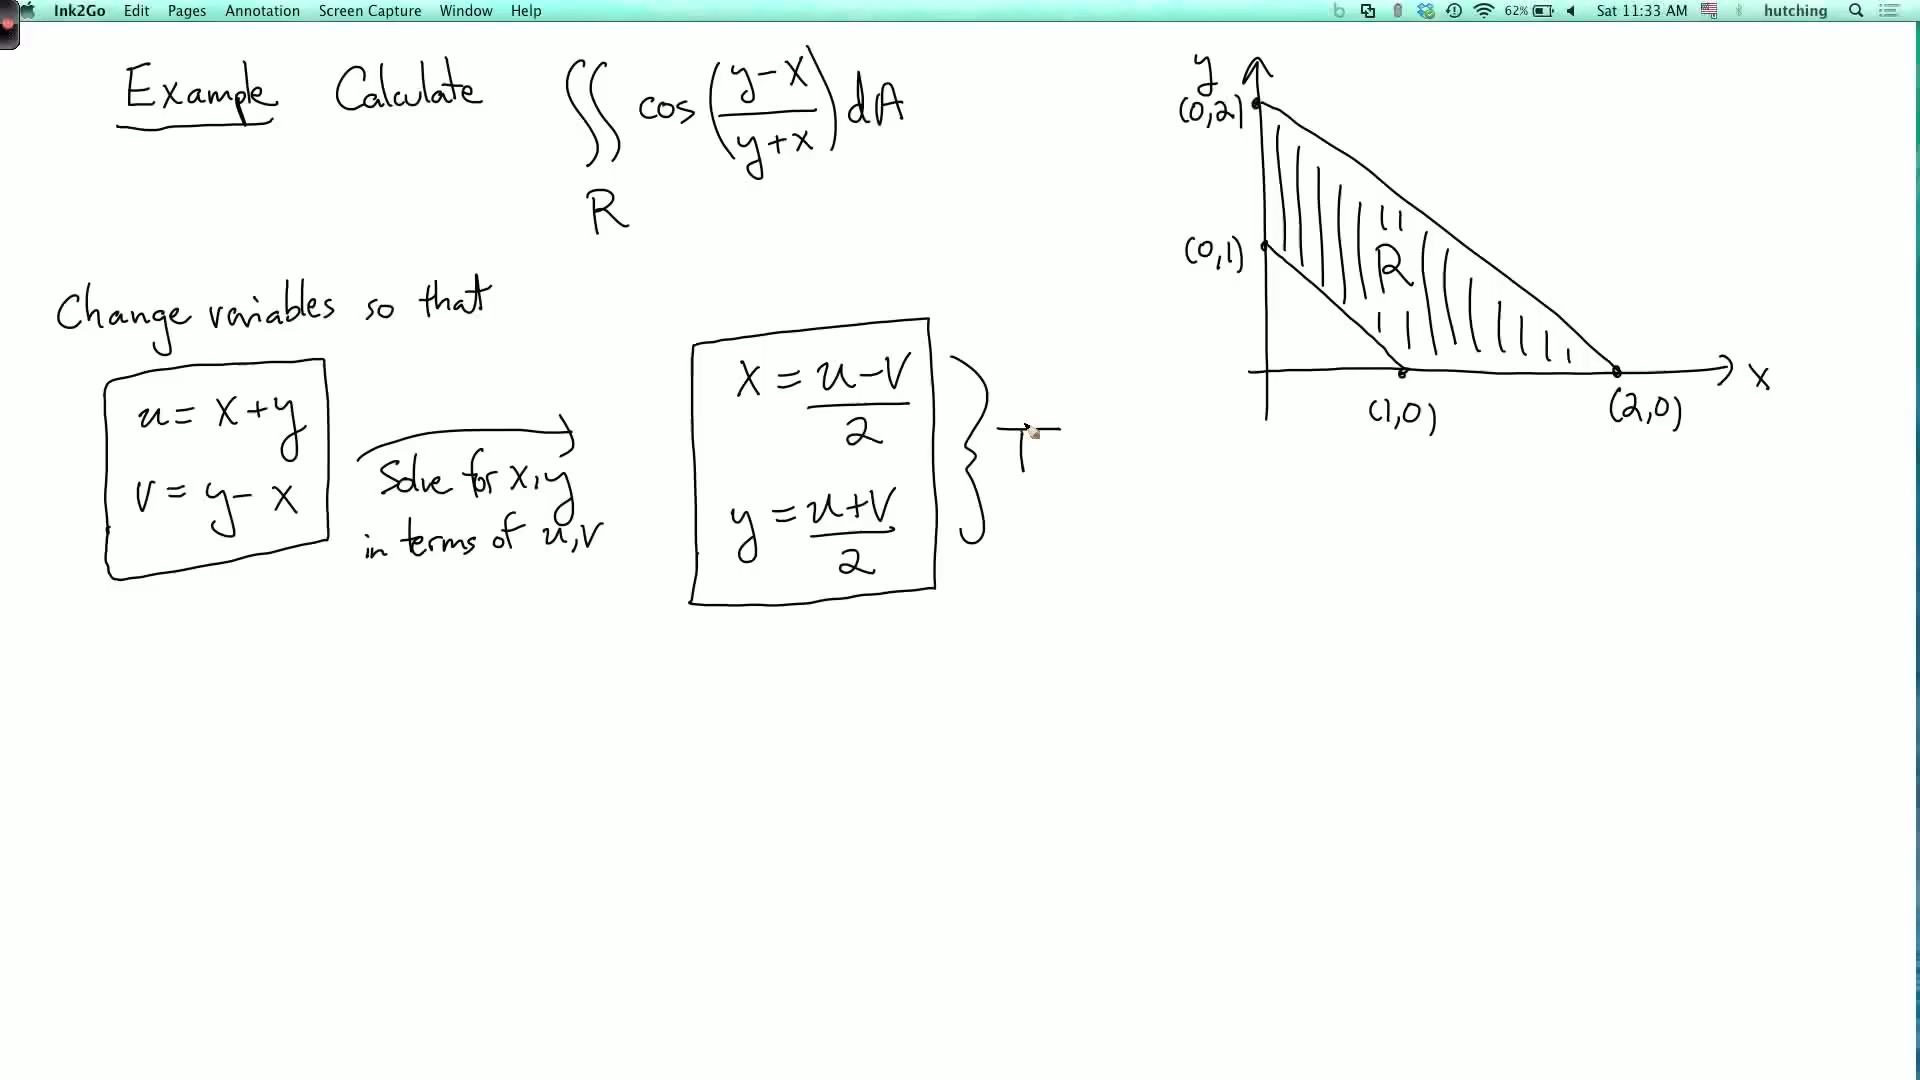 Ink2Go Edit Pages Annotation Screen Capture Window Help 62% Sat 11:33 AM hutching
Example Calculate ∬ cos((y-x)/(y+x)) dA
R
Change variables so that
u = x+y
v = y-x
Solve for x,y
in terms of u,v
x = (u-v)/2
y = (u+v)/2
T
y
(0,2)
(0,1)
R
x
(1,0) (2,0)